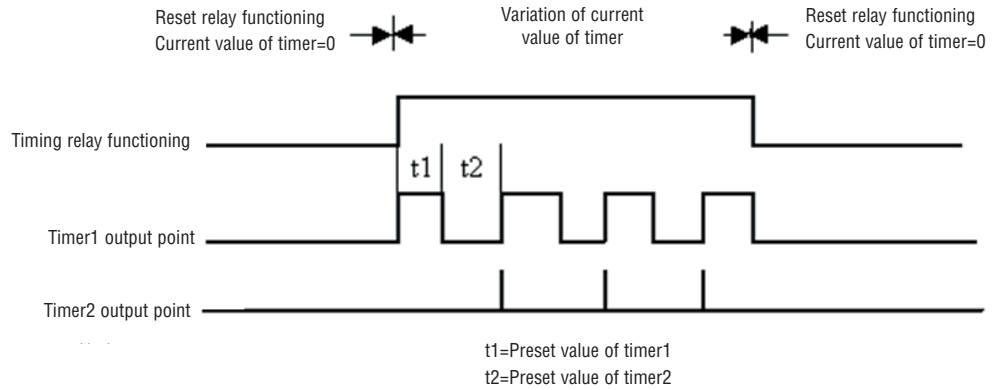 Reset relay functioning
Current value of timer=0
Variation of current
value of timer
Reset relay functioning
Current value of timer=0
Timing relay functioning
t1
t2
Timer1 output point
Timer2 output point
t1=Preset value of timer1
t2=Preset value of timer2